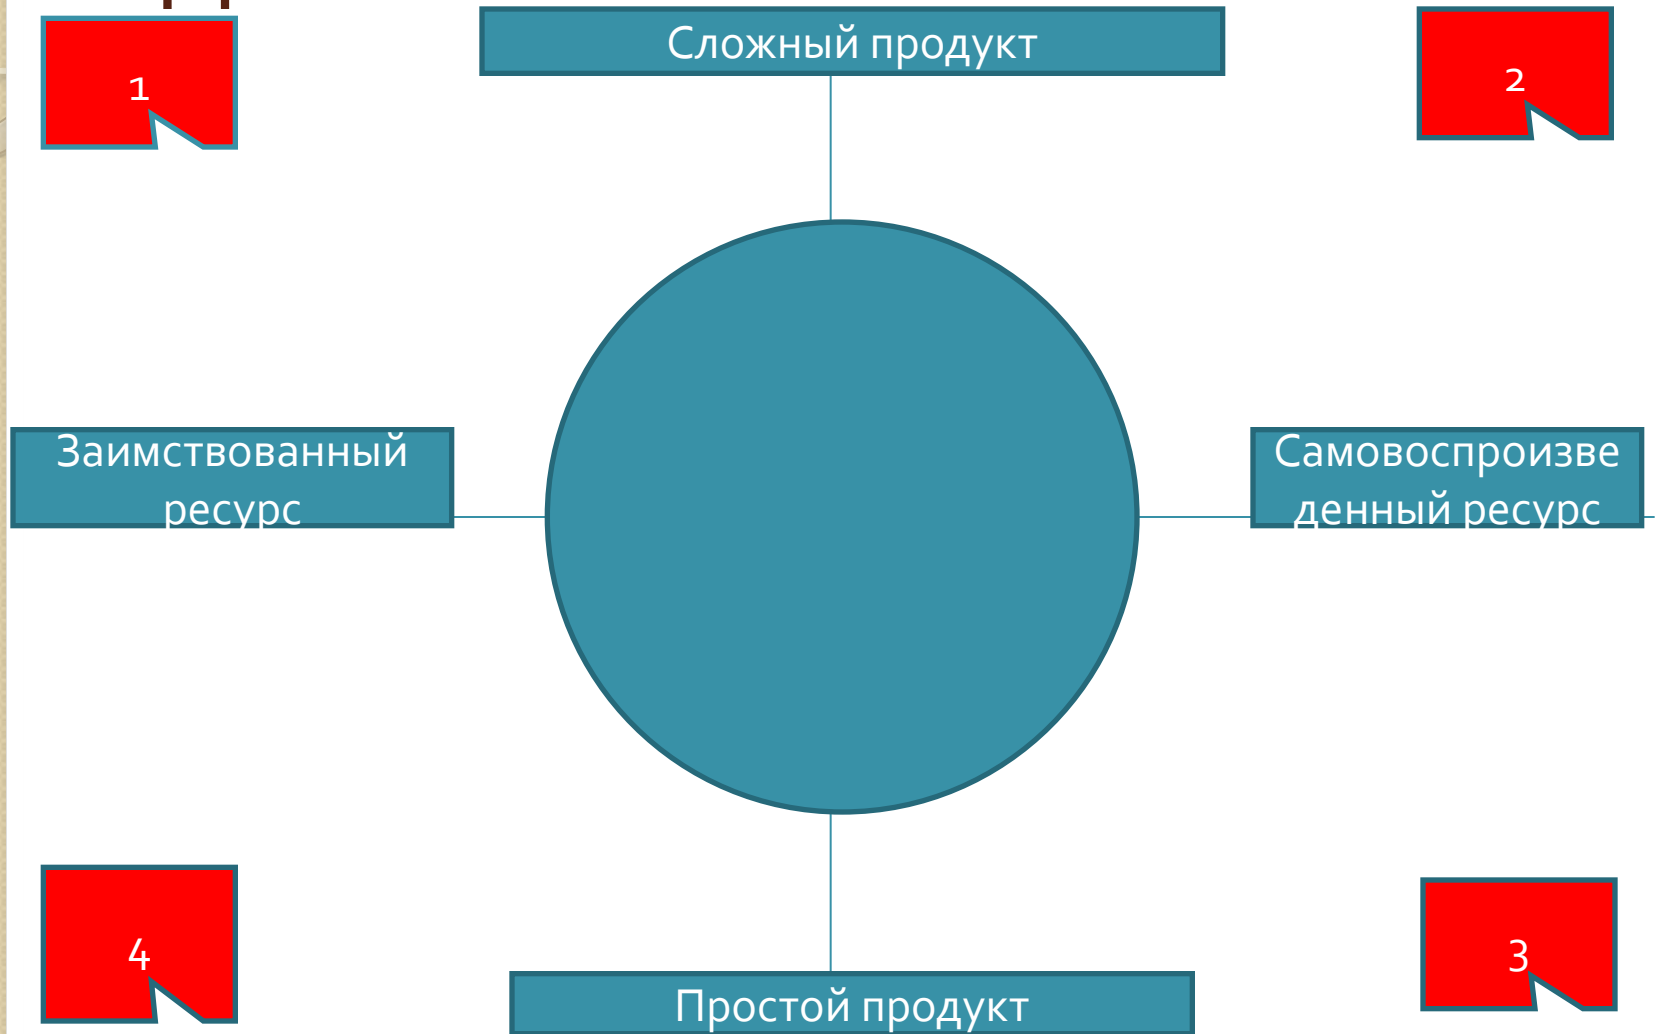 1
Сложный продукт
2
Заимствованный
ресурс
Самовоспроизве
денный ресурс
4
Простой продукт
3